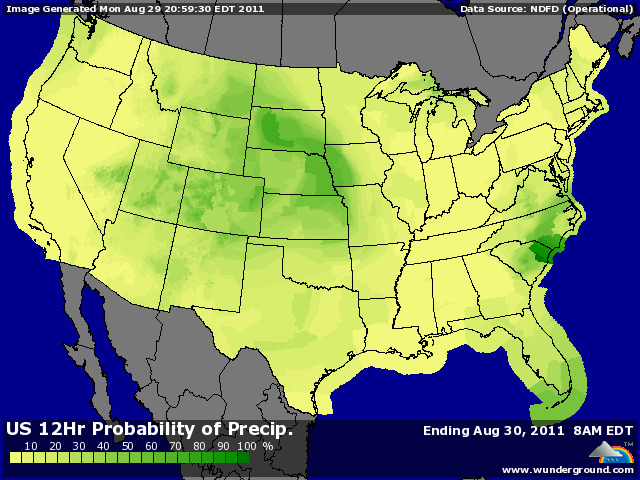 Image Generated Mon Aug 29 20:59:30 EDT 2011 Data Source: NDFD (Operational)
US 12Hr Probability of Precip. Ending Aug 30, 2011 8AM EDT
10 20 30 40 50 60 70 80 90 100 %
TM
www.wunderground.com